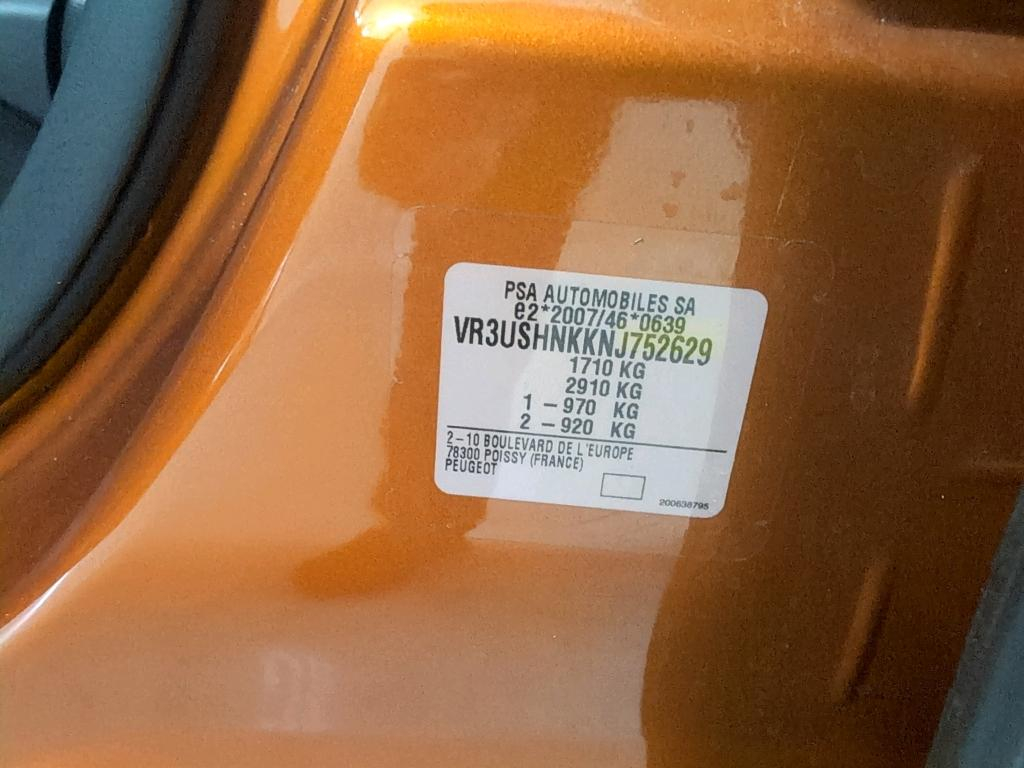 PSA AUTOMOBILES SA
e2*2007/46*0639
VR3USHNKKNJ752629
1710 KG
2910 KG
1 – 970 KG
2 – 920 KG
2 – 10 BOULEVARD DE L'EUROPE
78300 POISSY (FRANCE)
PEUGEOT
200638795